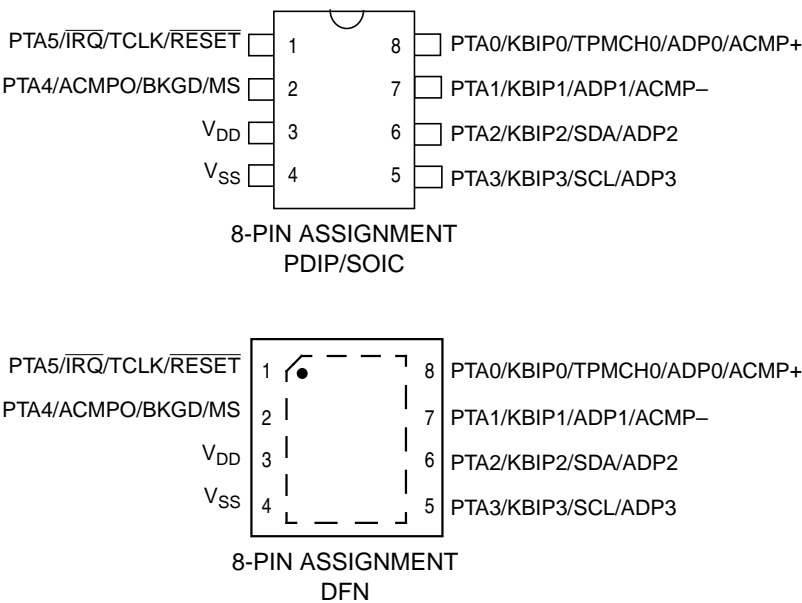 PTA5/IRQ/TCLK/RESET 1 8 PTA0/KBIP0/TPMCH0/ADP0/ACMP+
PTA4/ACMPO/BKGD/MS 2 7 PTA1/KBIP1/ADP1/ACMP–
VDD 3 6 PTA2/KBIP2/SDA/ADP2
VSS 4 5 PTA3/KBIP3/SCL/ADP3
8-PIN ASSIGNMENT
PDIP/SOIC
PTA5/IRQ/TCLK/RESET 1 8 PTA0/KBIP0/TPMCH0/ADP0/ACMP+
PTA4/ACMPO/BKGD/MS 2 7 PTA1/KBIP1/ADP1/ACMP–
VDD 3 6 PTA2/KBIP2/SDA/ADP2
VSS 4 5 PTA3/KBIP3/SCL/ADP3
8-PIN ASSIGNMENT
DFN